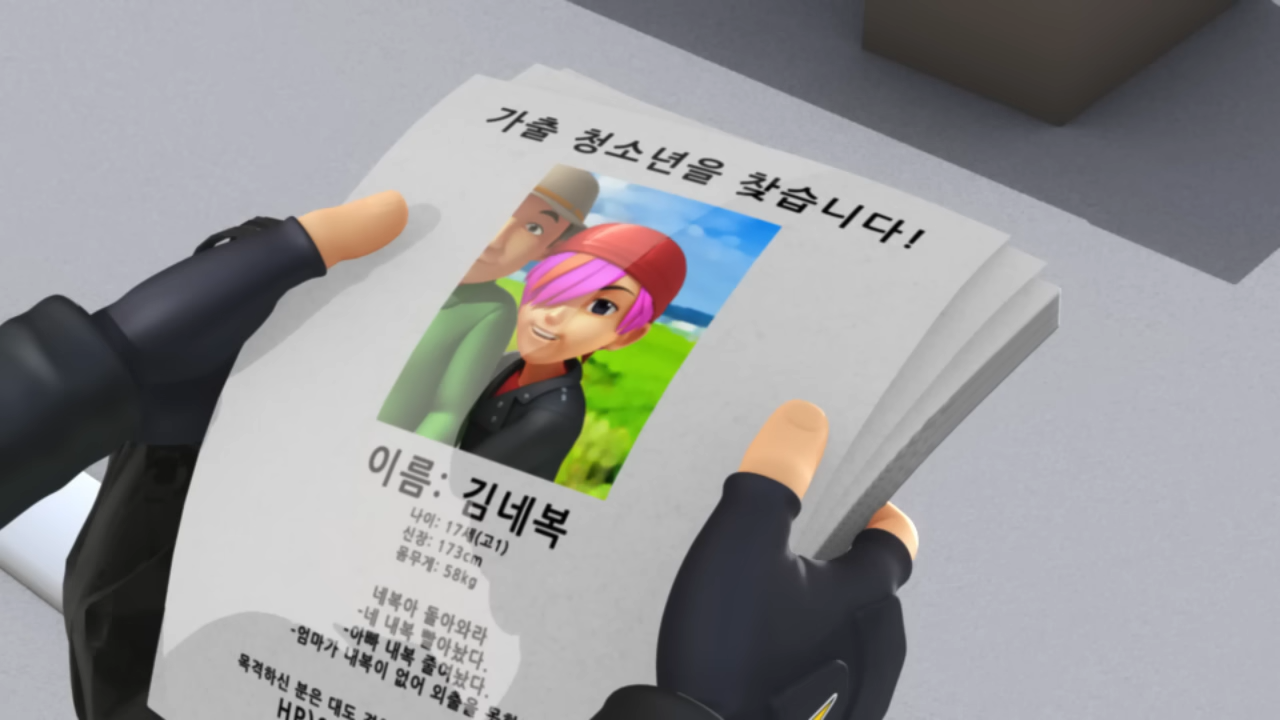 가출 청소년을 찾습니다!
이름: 김네복
나이: 17세(고1)
신장: 173cm
몸무게: 58kg
네복아 돌아와라
-네 내복 빨아놨다.
-아빠 내복 줄여놨다.
-엄마가 내복이 없어 외출을
목격하신 분은 대도
HP)